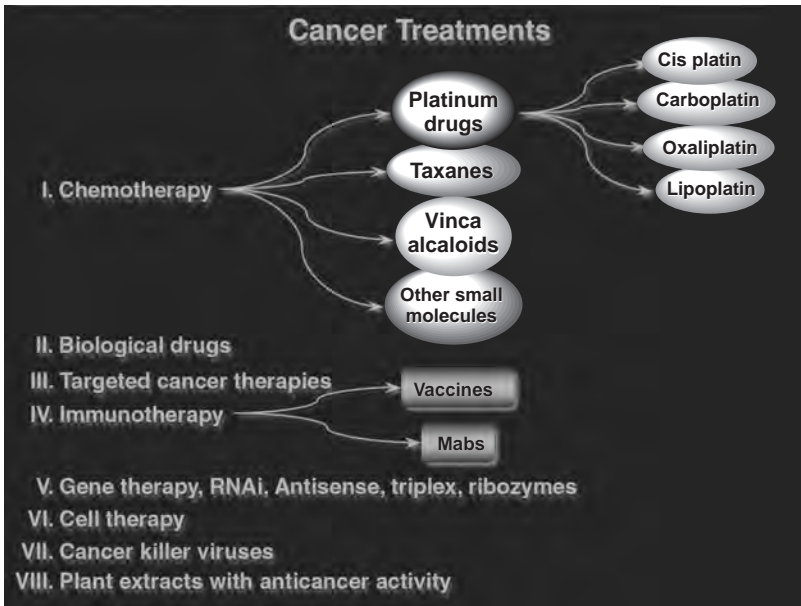 Cancer Treatments
I. Chemotherapy
Platinum
drugs
Taxanes
Vinca
alcaloids
Other small
molecules
Cis platin
Carboplatin
Oxaliplatin
Lipoplatin
II. Biological drugs
III. Targeted cancer therapies
IV. Immunotherapy
Vaccines
Mabs
V. Gene therapy, RNAi, Antisense, triplex, ribozymes
VI. Cell therapy
VII. Cancer killer viruses
VIII. Plant extracts with anticancer activity